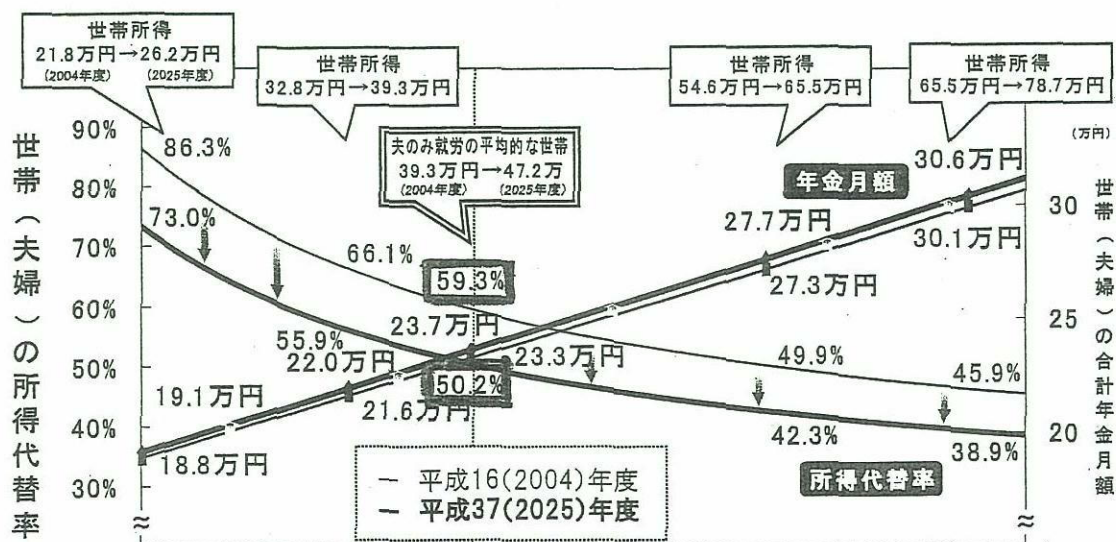 世帯所得
21.8万円→26.2万円
(2004年度) (2025年度)
世帯所得
32.8万円→39.3万円
世帯所得
54.6万円→65.5万円
世帯所得
65.5万円→78.7万円
夫のみ就労の平均的な世帯
39.3万円→47.2万
(2004年度) (2025年度)
世帯(夫婦)の所得代替率
90%
80%
70%
60%
50%
40%
30%
≈
86.3%
73.0%
66.1%
59.3%
55.9%
50.2%
49.9%
45.9%
42.3%
38.9%
年金月額
19.1万円
18.8万円
22.0万円
21.6万円
23.7万円
23.3万円
27.7万円
27.3万円
30.6万円
30.1万円
所得代替率
— 平成16(2004)年度
— 平成37(2025)年度
(万円)
30
25
20
≈
世帯(夫婦)の合計年金月額